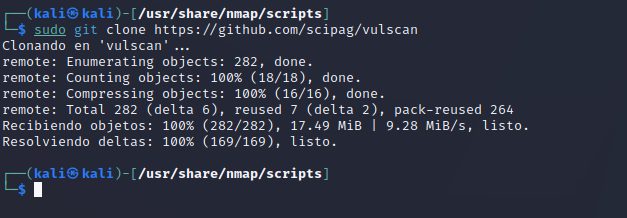 ┌──(kali㉿kali)-[/usr/share/nmap/scripts]
└─$ sudo git clone https://github.com/scipag/vulscan
Clonando en 'vulscan'...
remote: Enumerating objects: 282, done.
remote: Counting objects: 100% (18/18), done.
remote: Compressing objects: 100% (16/16), done.
remote: Total 282 (delta 6), reused 7 (delta 2), pack-reused 264
Recibiendo objetos: 100% (282/282), 17.49 MiB | 9.28 MiB/s, listo.
Resolviendo deltas: 100% (169/169), listo.
┌──(kali㉿kali)-[/usr/share/nmap/scripts]
└─$